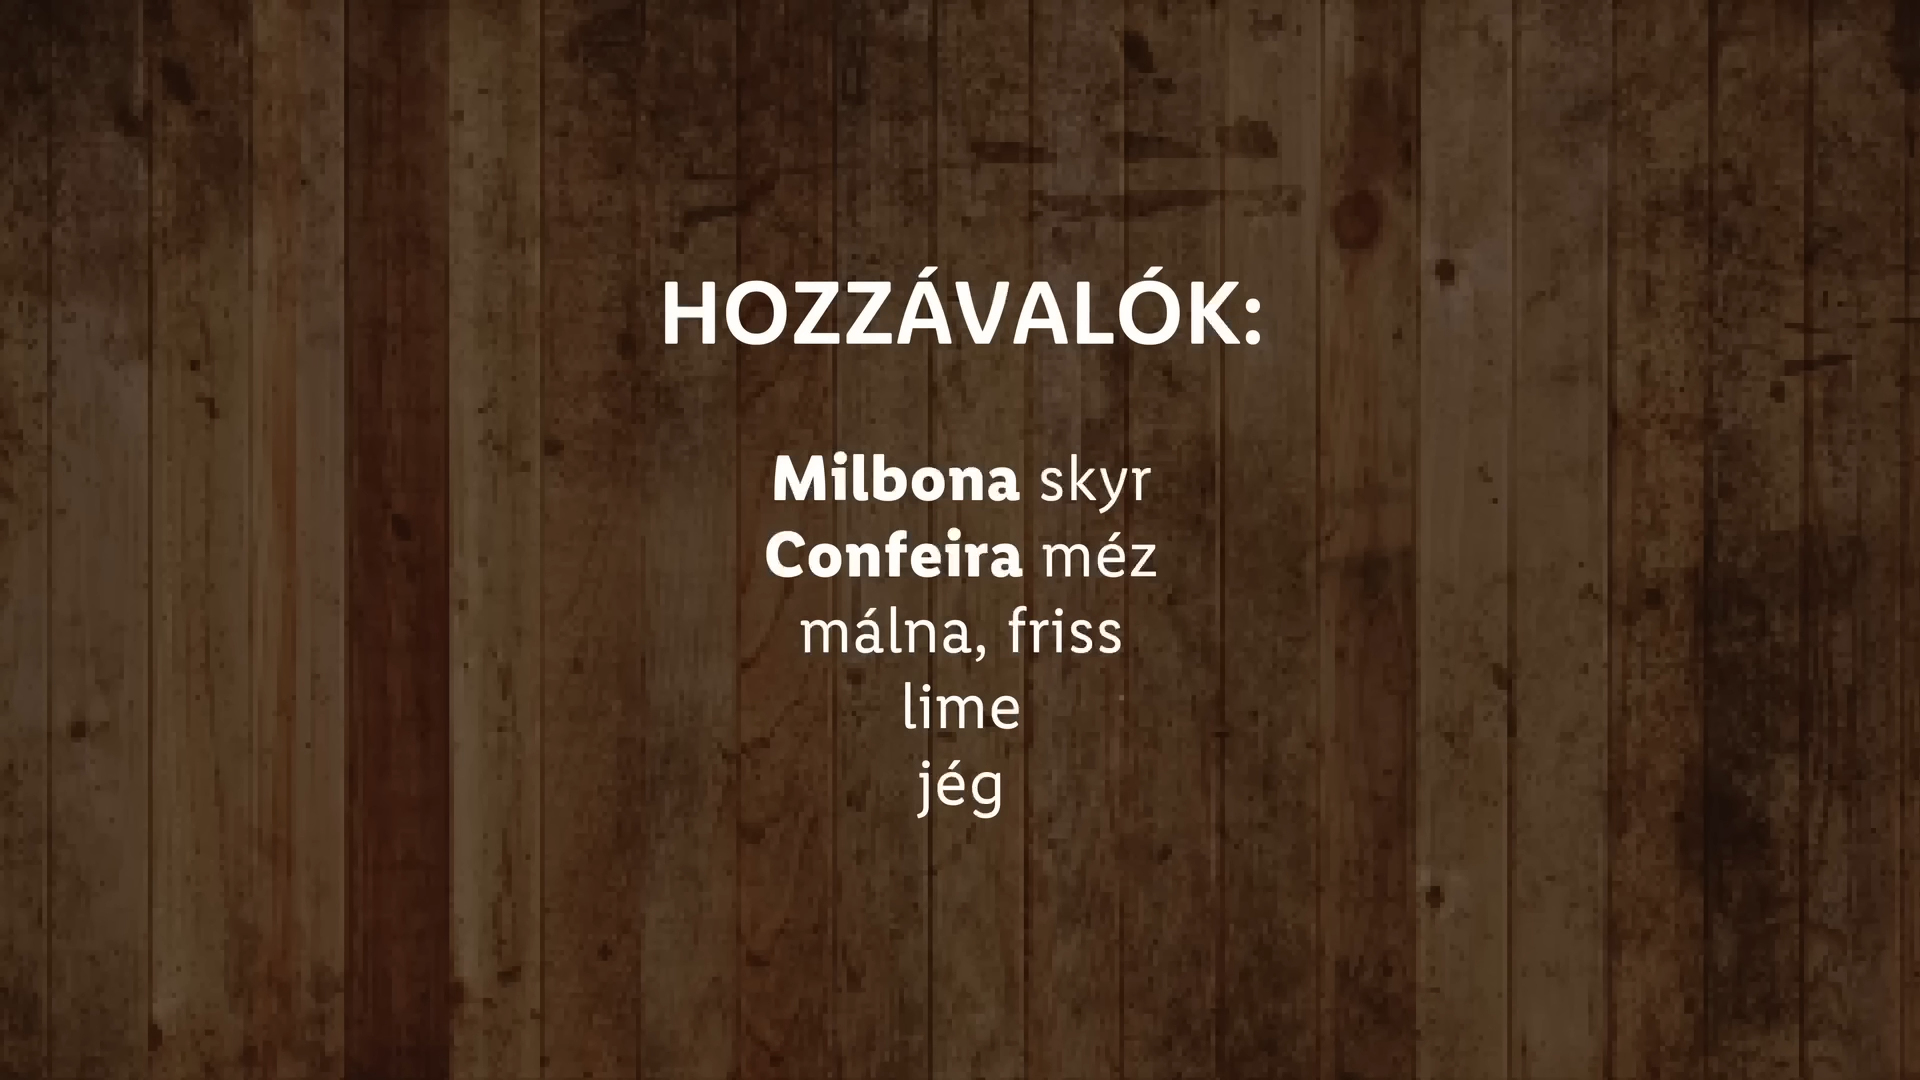 HOZZÁVALÓK:
Milbona skyr
Confeira méz
málna, friss
lime
jég